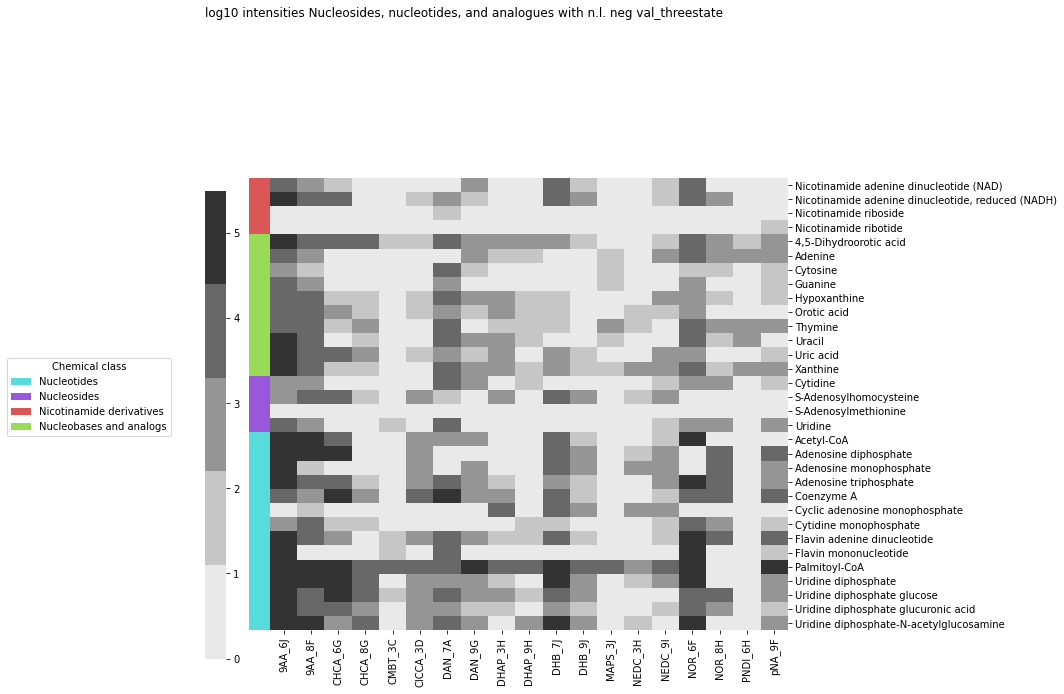 log10 intensities Nucleosides, nucleotides, and analogues with n.l. neg val_threestate
5
4
3
2
1
0
Chemical class
Nucleotides
Nucleosides
Nicotinamide derivatives
Nucleobases and analogs
Nicotinamide adenine dinucleotide (NAD)
Nicotinamide adenine dinucleotide, reduced (NADH)
Nicotinamide riboside
Nicotinamide ribotide
4,5-Dihydroorotic acid
Adenine
Cytosine
Guanine
Hypoxanthine
Orotic acid
Thymine
Uracil
Uric acid
Xanthine
Cytidine
S-Adenosylhomocysteine
S-Adenosylmethionine
Uridine
Acetyl-CoA
Adenosine diphosphate
Adenosine monophosphate
Adenosine triphosphate
Coenzyme A
Cyclic adenosine monophosphate
Cytidine monophosphate
Flavin adenine dinucleotide
Flavin mononucleotide
Palmitoyl-CoA
Uridine diphosphate
Uridine diphosphate glucose
Uridine diphosphate glucuronic acid
Uridine diphosphate-N-acetylglucosamine
9AA_6J
9AA_8F
CHCA_6G
CHCA_8G
CMBT_3C
ClCCA_3D
DAN_7A
DAN_9G
DHAP_3H
DHAP_9H
DHB_7J
DHB_9J
MAPS_3J
NEDC_3H
NEDC_9I
NOR_6F
NOR_8H
PNDI_6H
pNA_9F